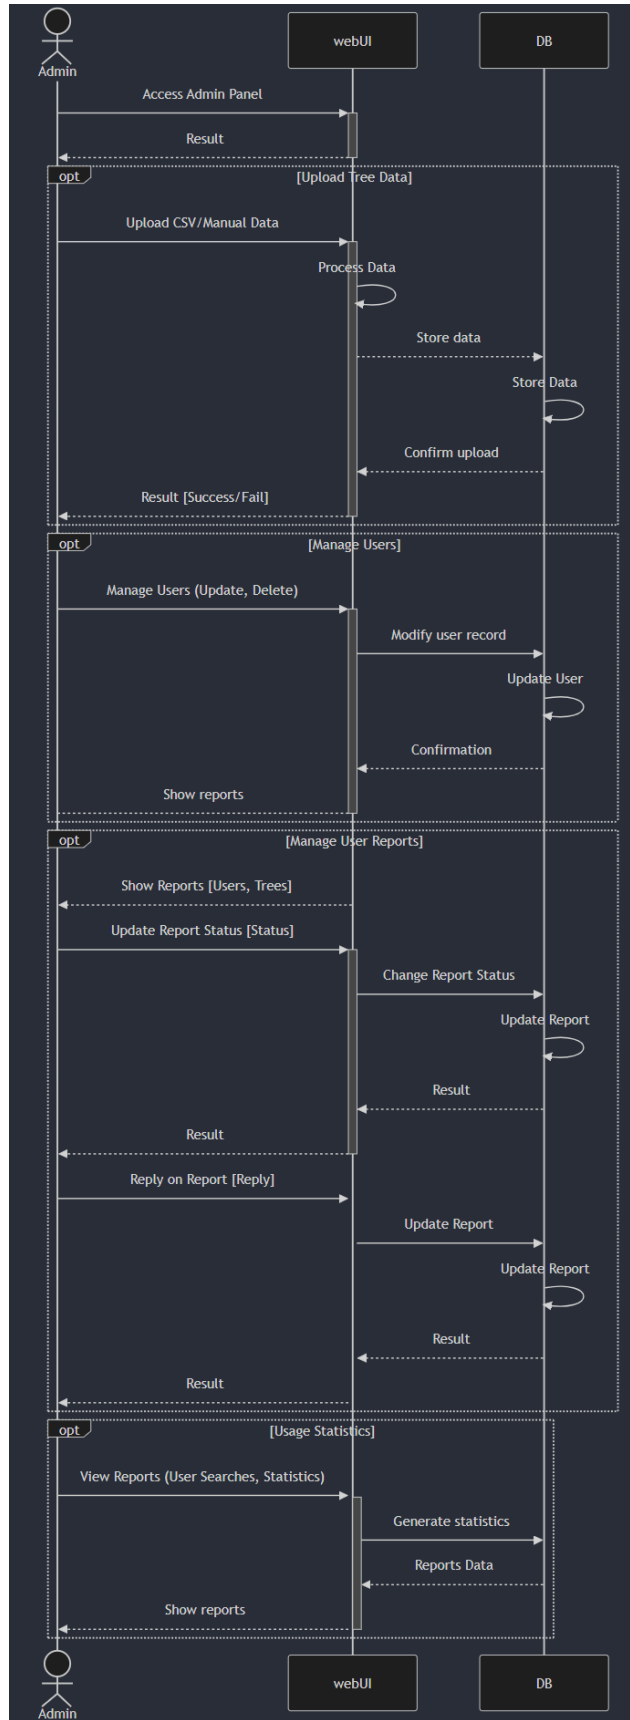 webUI
DB
Admin
Access Admin Panel
Result
opt
[Upload Tree Data]
Upload CSV/Manual Data
Process Data
Store data
Store Data
Confirm upload
Result [Success/Fail]
opt
[Manage Users]
Manage Users (Update, Delete)
Modify user record
Update User
Confirmation
Show reports
opt
[Manage User Reports]
Show Reports [Users, Trees]
Update Report Status [Status]
Change Report Status
Update Report
Result
Result
Reply on Report [Reply]
Update Report
Update Report
Result
Result
opt
[Usage Statistics]
View Reports (User Searches, Statistics)
Generate statistics
Reports Data
Show reports
webUI
DB
Admin